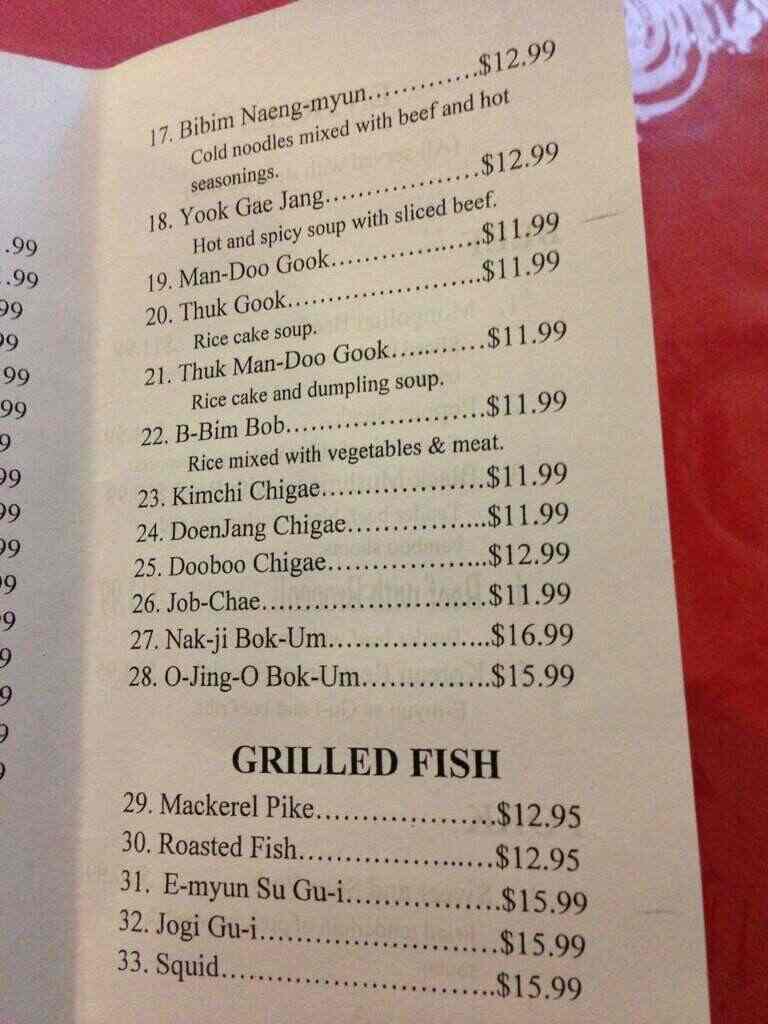 17. Bibim Naeng-myun..............$12.99
Cold noodles mixed with beef and hot
seasonings.
18. Yook Gae Jang...................$12.99
Hot and spicy soup with sliced beef.
19. Man-Doo Gook...................$11.99
20. Thuk Gook........................$11.99
Rice cake soup.
21. Thuk Man-Doo Gook............$11.99
Rice cake and dumpling soup.
22. B-Bim Bob.........................$11.99
Rice mixed with vegetables & meat.
23. Kimchi Chigae.....................$11.99
24. DoenJang Chigae..................$11.99
25. Dooboo Chigae....................$12.99
26. Job-Chae............................$11.99
27. Nak-ji Bok-Um....................$16.99
28. O-Jing-O Bok-Um................$15.99
GRILLED FISH
29. Mackerel Pike......................$12.95
30. Roasted Fish........................$12.95
31. E-myun Su Gu-i...................$15.99
32. Jogi Gu-i.............................$15.99
33. Squid.................................$15.99